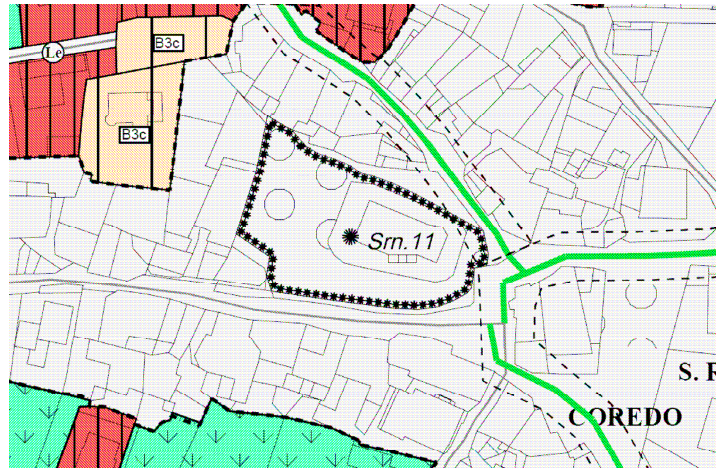 B3c
Le
B3c
Srn. 11
S. R
COREDO